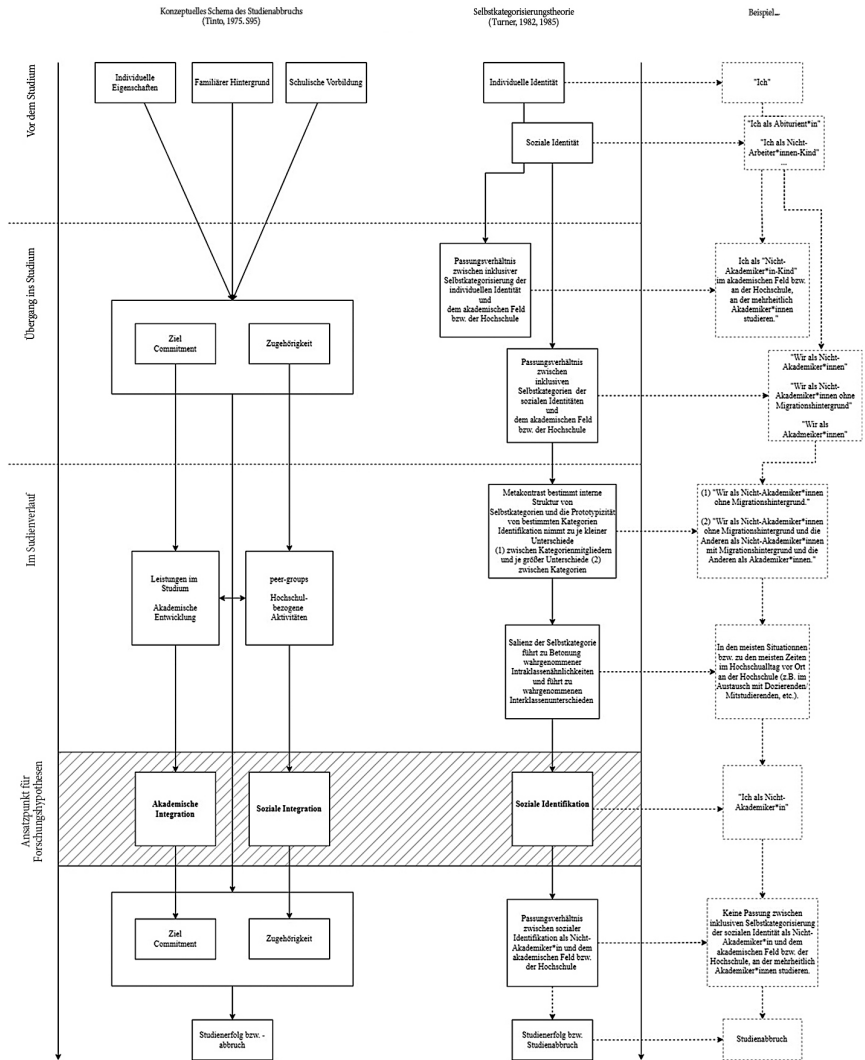 Konzeptuelles Schema des Studienabbruchs
(Tinto, 1975. S95)
Selbstkategorisierungstheorie
(Turner, 1982, 1985)
Beispiel...
Vor dem Studium
Individuelle
Eigenschaften
Familiärer Hintergrund
Schulische Vorbildung
Individuelle Identität
"Ich"
Soziale Identität
"Ich als Abiturient*in"
"Ich als Nicht-
Arbeiter*innen-Kind"
...
Übergang ins Studium
Passungsverhältnis
zwischen inklusiver
Selbstkategorisierung der
individuellen Identität
und
dem akademischen Feld
bzw. der Hochschule
Ich als "Nicht-
Akademiker*in-Kind"
im akademischen Feld bzw.
an der Hochschule,
an der mehrheitlich
Akademiker*innen
studieren."
Ziel
Commitment
Zugehörigkeit
Passungsverhältnis
zwischen
inklusiven
Selbstkategorien der
sozialen Identitäten
und
dem akademischen Feld
bzw. der Hochschule
"Wir als Nicht-
Akademiker*innen"
"Wir als Nicht-
Akademiker*innen ohne
Migrationshintergrund"
"Wir als
Akadmeiker*innen"
Im Sudienverlauf
Metakontrast bestimmt interne
Struktur von
Selbstkategorien und die Prototypizität
von bestimmten Kategorien
Identifikation nimmt zu je kleiner
Unterschiede
(1) zwischen Kategorienmitgliedern
und je größer Unterschiede (2)
zwischen Kategorien
(1) "Wir als Nicht-Akademiker*innen
ohne Migrationshintergrund."
(2) "Wir als Nicht-Akademiker*innen
ohne Migrationshintergrund und die
Anderen als Nicht-Akademiker*innen
mit Migrationshintergrund und die
Anderen als Akademiker*innen."
Leistungen im
Studium
Akademische
Entwicklung
peer-groups
Hochschul-
bezogene
Aktivitäten
Salienz der Selbstkategorie
führt zu Betonung
wahrgenommener
Intraklassenähnlichkeiten
und führt zu
wahrgenommenen
Interklassenunterschieden
In den meisten Situationnen
bzw. zu den meisten Zeiten
im Hochschualltag vor Ort
an der Hochschule (z.B. im
Austausch mit Dozierenden/
Mitstudierenden, etc.).
Ansatzpunkt für
Forschungshypothesen
Akademische
Integration
Soziale Integration
Soziale Identifikation
"Ich als Nicht-
Akademiker*in"
Ziel
Commitment
Zugehörigkeit
Passungsverhältnis
zwischen sozialer
Identifikation als Nicht-
Akademiker*in und dem
akademischen Feld bzw.
der Hochschule
Keine Passung zwischen
inklusiven Selbstkategorisierung
der sozialen Identität als Nicht-
Akademiker*in und dem
akademischen Feld bzw. der
Hochschule, an der mehrheitlich
Akademiker*innen studieren.
Studienerfolg bzw. -
abbruch
Studienerfolg bzw.
Studienabbruch
Studienabbruch